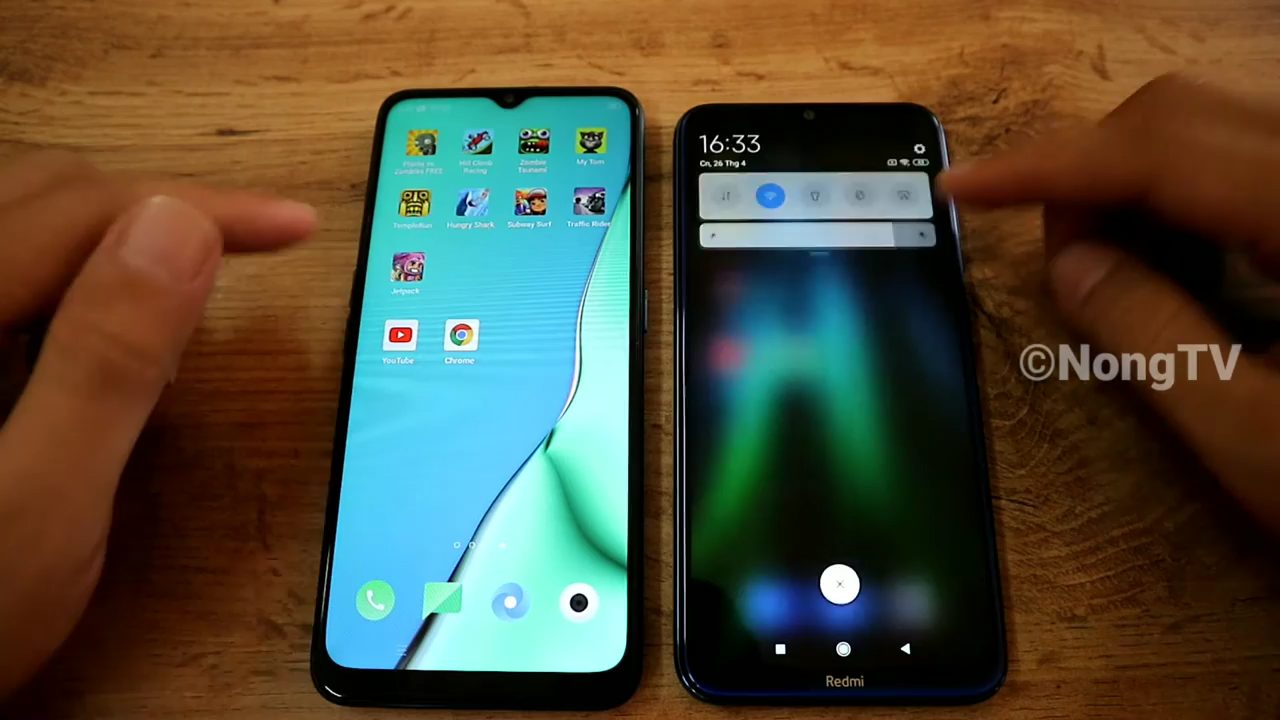 Plants vs.
Zombies FREE
Hill Climb
Racing
Zombie
Tsunami
My Tom
TempleRun
Hungry Shark
Subway Surf
Traffic Rider
Jetpack
YouTube
Chrome
16:33
CN, 26 Thg 4
©NongTV
Redmi